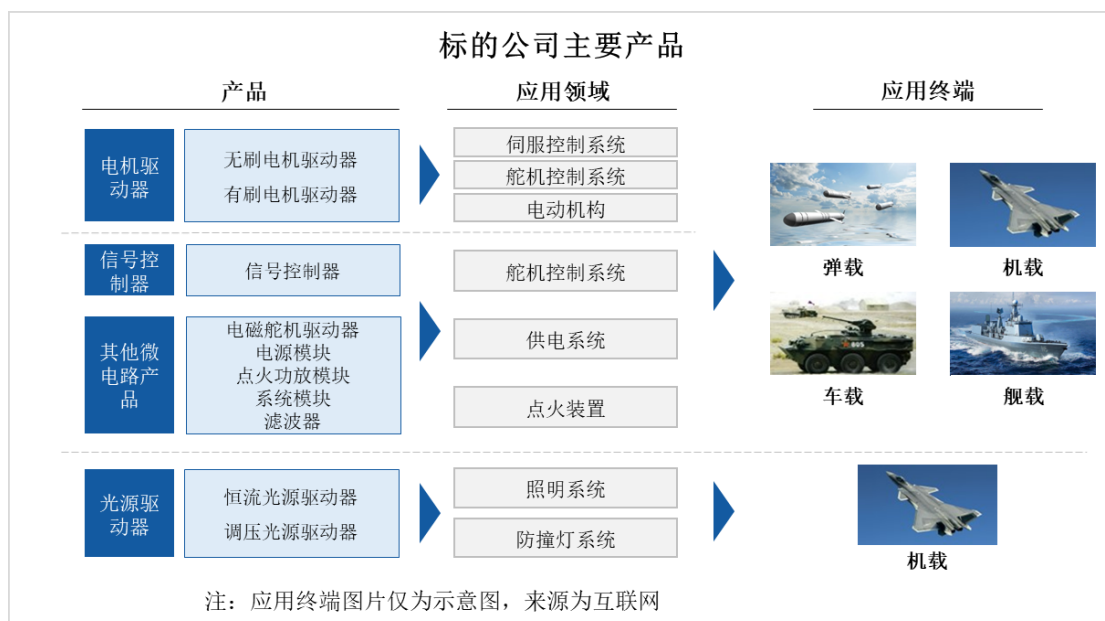 标的公司主要产品
产品
应用领域
应用终端
电机驱
动器
无刷电机驱动器
有刷电机驱动器
伺服控制系统
舵机控制系统
电动机构
信号控
制器
信号控制器
舵机控制系统
其他微
电路产
品
电磁舵机驱动器
电源模块
点火功放模块
系统模块
滤波器
供电系统
点火装置
弹载
机载
805
车载
舰载
光源驱
动器
恒流光源驱动器
调压光源驱动器
照明系统
防撞灯系统
机载
注：应用终端图片仅为示意图，来源为互联网